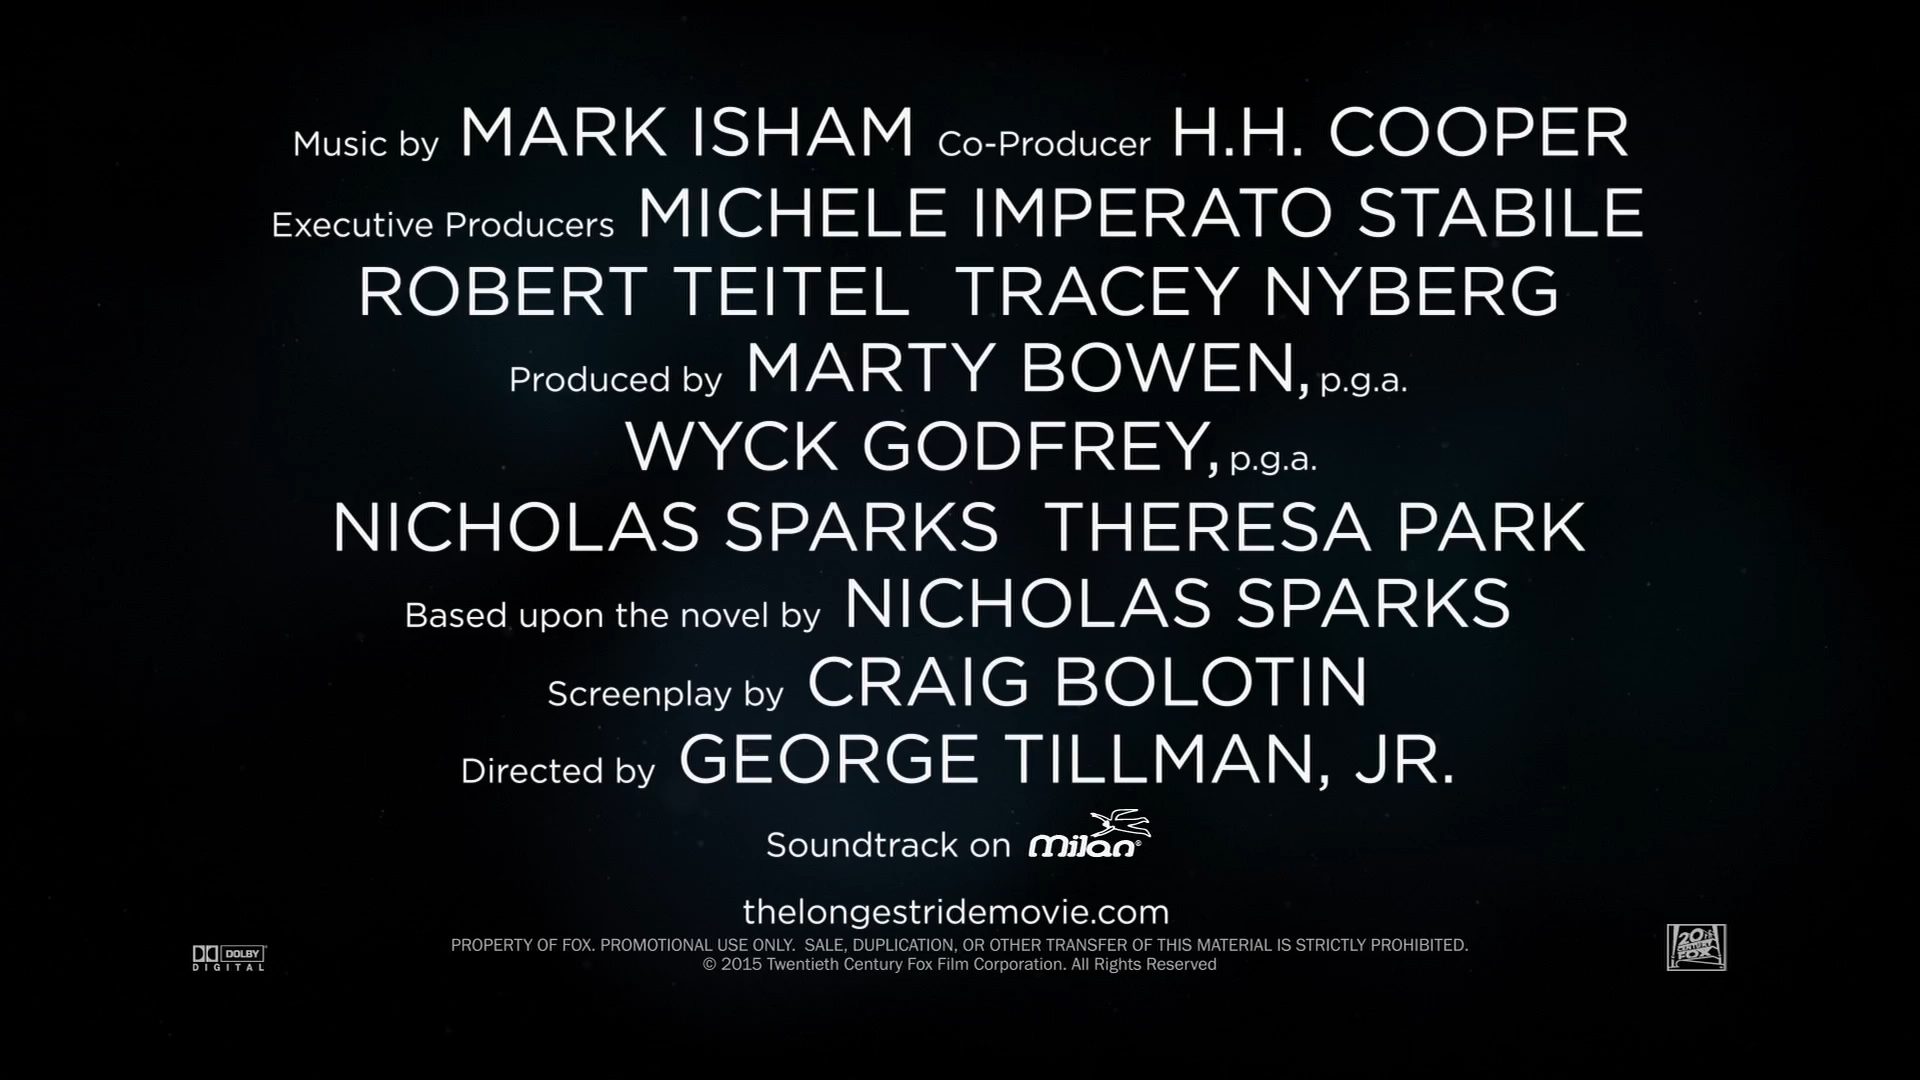 Music by MARK ISHAM Co-Producer H.H. COOPER
Executive Producers MICHELE IMPERATO STABILE
ROBERT TEITEL TRACEY NYBERG
Produced by MARTY BOWEN, p.g.a.
WYCK GODFREY, p.g.a.
NICHOLAS SPARKS THERESA PARK
Based upon the novel by NICHOLAS SPARKS
Screenplay by CRAIG BOLOTIN
Directed by GEORGE TILLMAN, JR.
Soundtrack on milan®
thelongestridemovie.com
PROPERTY OF FOX. PROMOTIONAL USE ONLY. SALE, DUPLICATION, OR OTHER TRANSFER OF THIS MATERIAL IS STRICTLY PROHIBITED.
© 2015 Twentieth Century Fox Film Corporation. All Rights Reserved
DOLBY
DIGITAL
20th
CENTURY
FOX